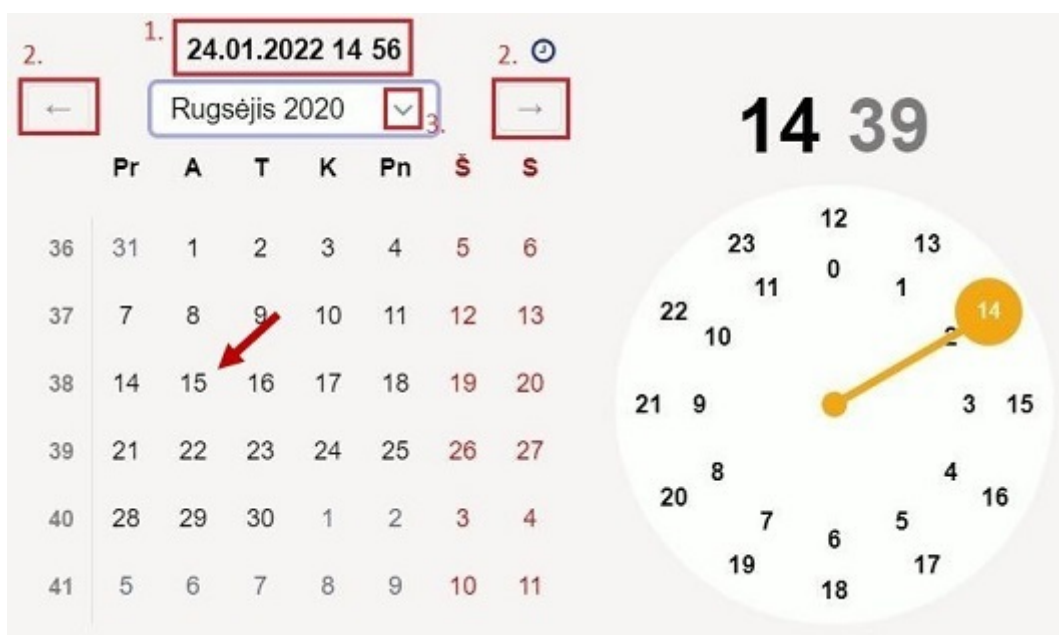 1. 24.01.2022 14 56
2. ← Rugsėjis 2020 3. 2. →
Pr A T K Pn Š S
36 31 1 2 3 4 5 6
37 7 8 9 10 11 12 13
38 14 15 16 17 18 19 20
39 21 22 23 24 25 26 27
40 28 29 30 1 2 3 4
41 5 6 7 8 9 10 11
14 39
12
23 13
0
11 1
22 14
10 2
21 9 3 15
8 4
20 16
7 5
6
19 17
18